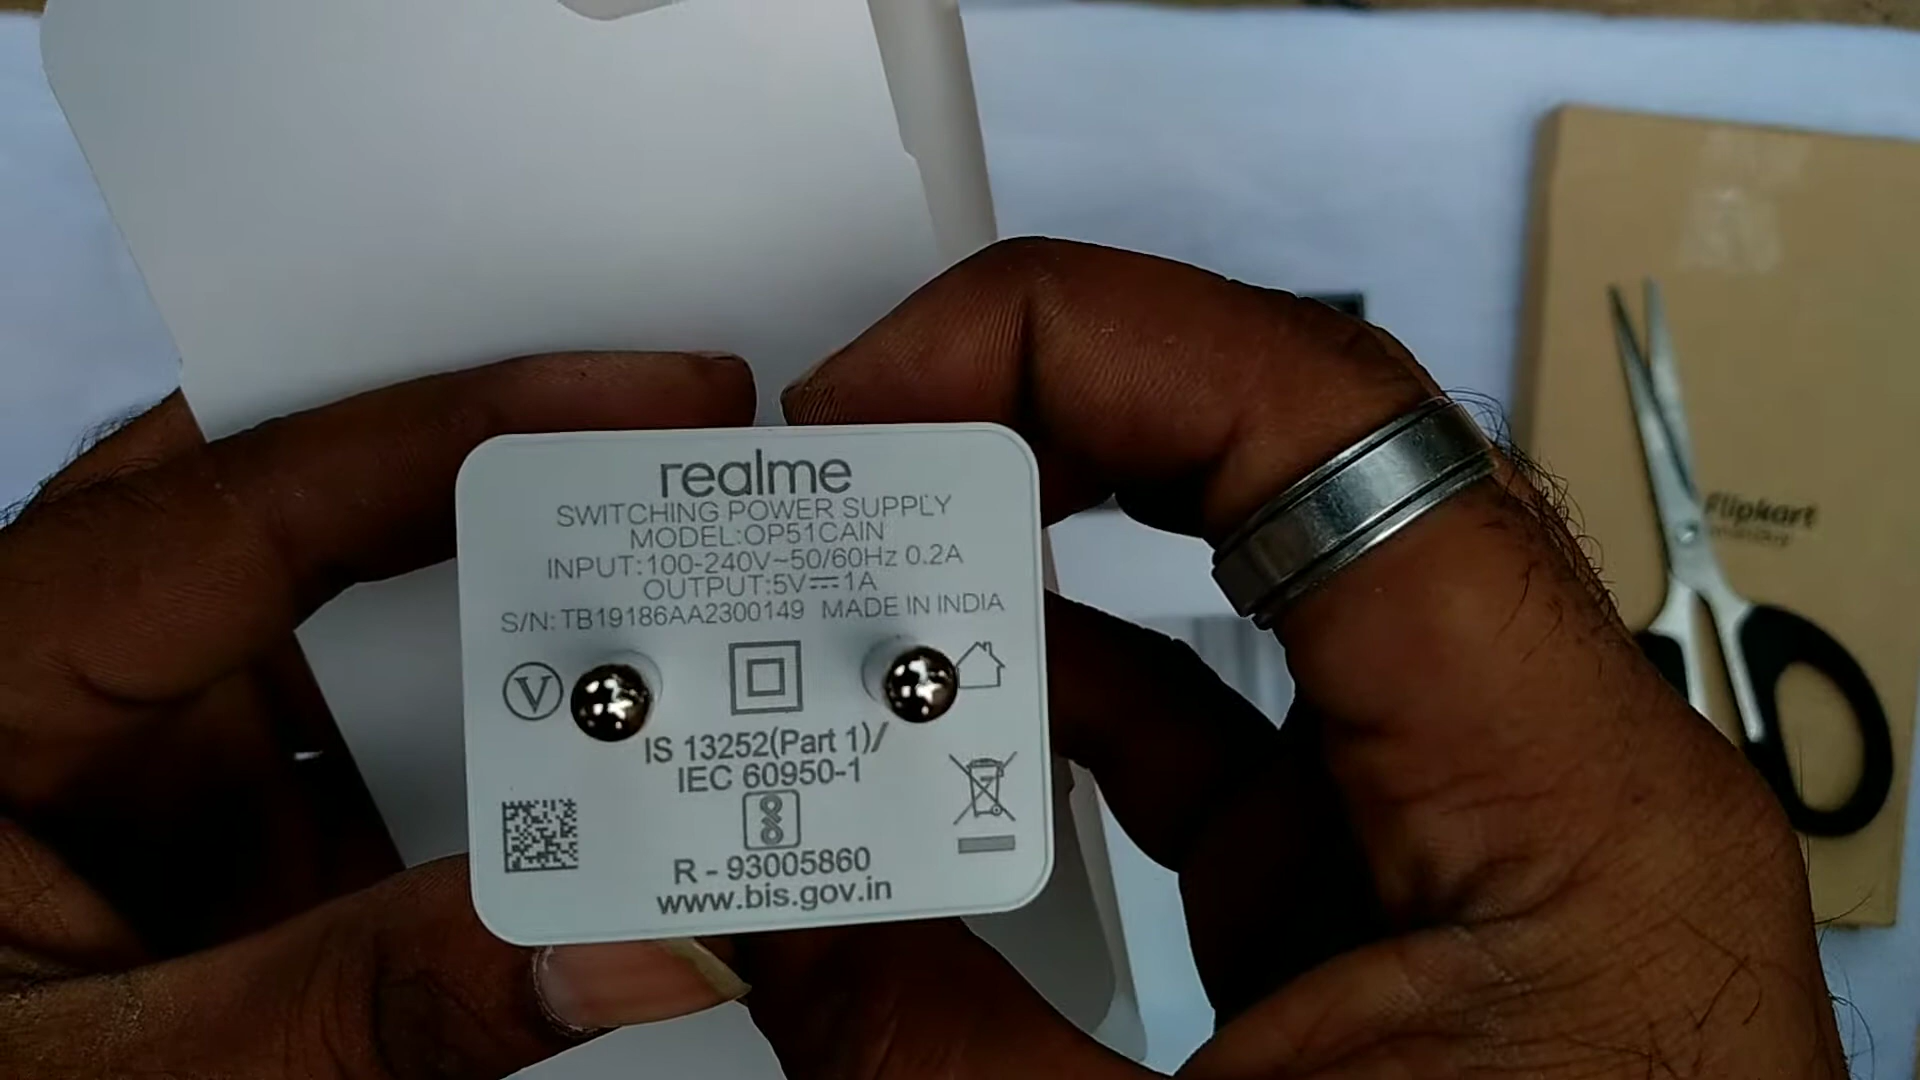 realme
SWITCHING POWER SUPPLY
MODEL:OP51CAIN
INPUT:100-240V~50/60Hz 0.2A
OUTPUT:5V⎓1A
S/N: TB19186AA2300149 MADE IN INDIA
V
IS 13252(Part 1)/
IEC 60950-1
R - 93005860
www.bis.gov.in
Flipkart